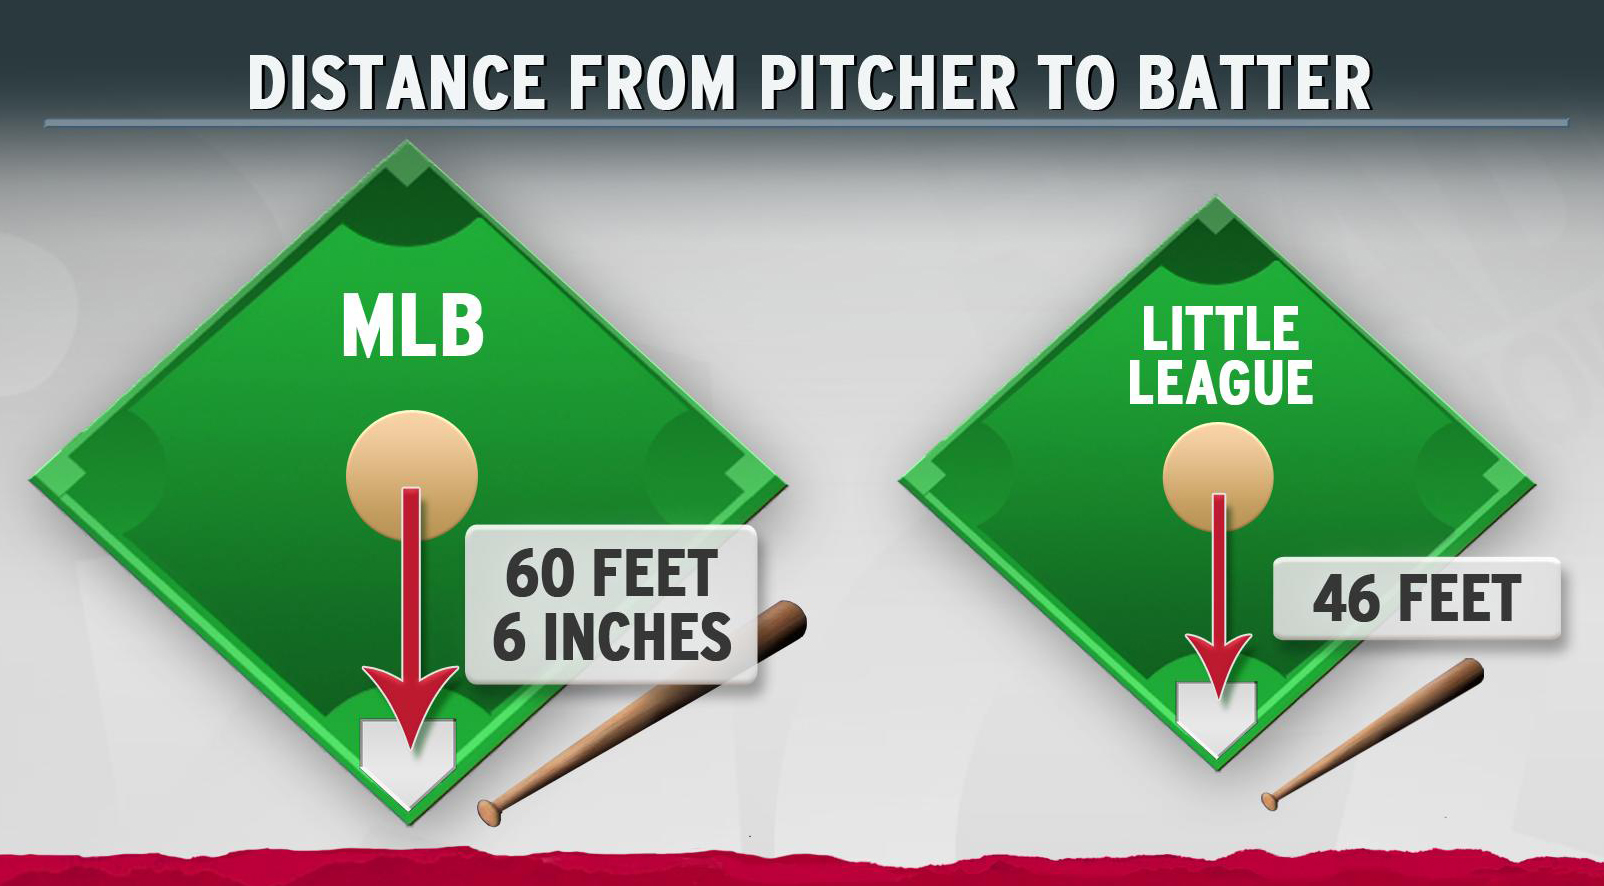 DISTANCE FROM PITCHER TO BATTER
MLB
60 FEET
6 INCHES
LITTLE
LEAGUE
46 FEET